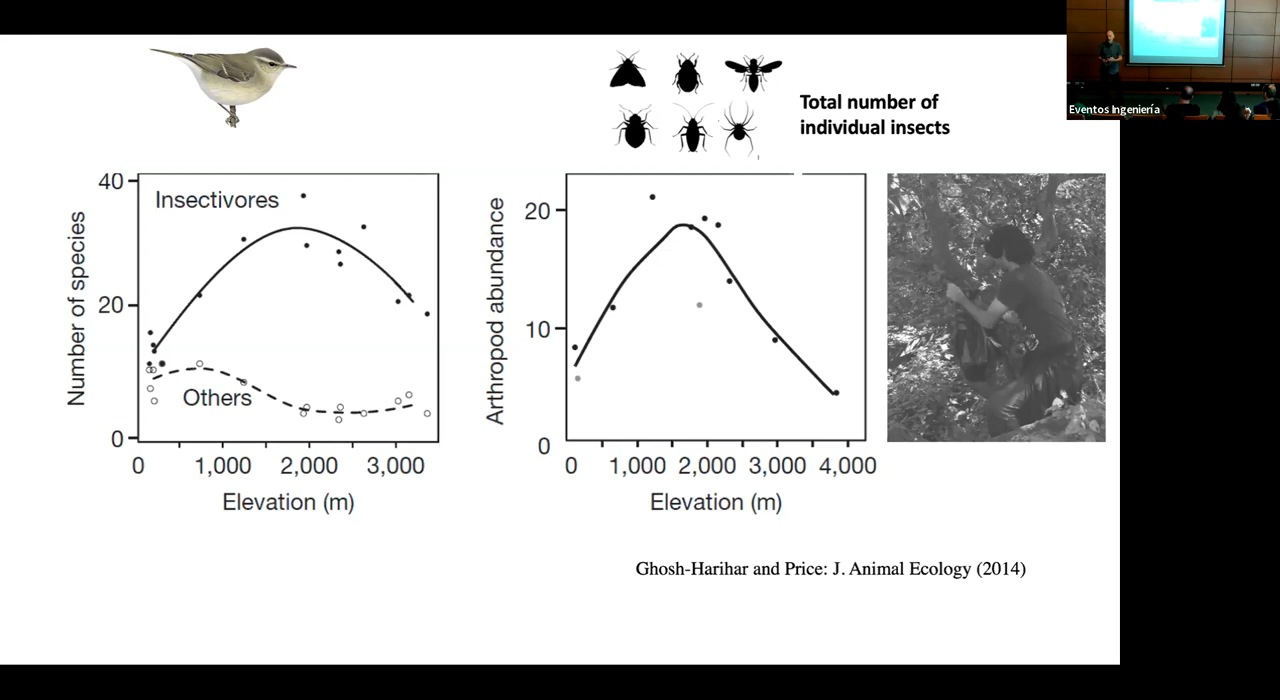 Total number of
individual insects
Eventos Ingeniería
40
20
0
Number of species
Insectivores
Others
0
1,000
2,000
3,000
Elevation (m)
20
10
0
Arthropod abundance
0
1,000
2,000
3,000
4,000
Elevation (m)
Ghosh-Harihar and Price: J. Animal Ecology (2014)